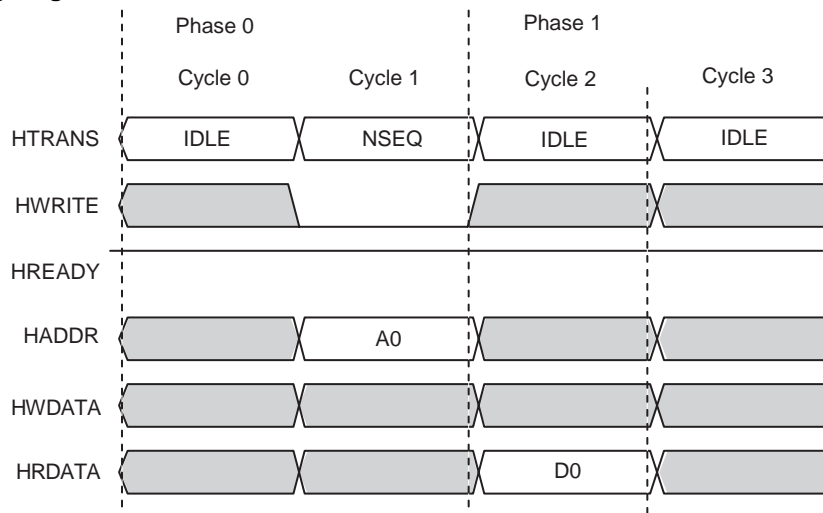 Phase 0 Phase 1
Cycle 0 Cycle 1 Cycle 2 Cycle 3
HTRANS IDLE NSEQ IDLE IDLE
HWRITE
HREADY
HADDR A0
HWDATA
HRDATA D0